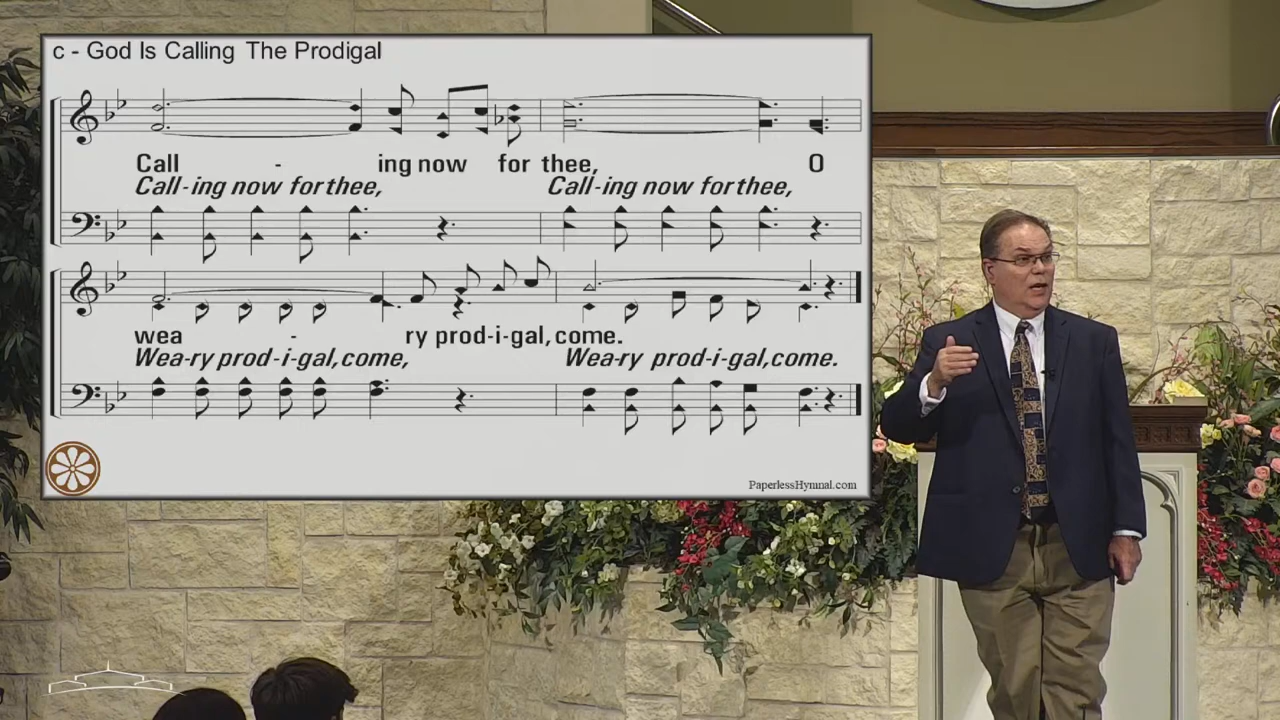 c - God Is Calling The Prodigal
Call - ing now for thee, O
Call-ing now for thee, Call-ing now for thee,
wea - ry prod-i-gal, come.
Wea-ry prod-i-gal, come, Wea-ry prod-i-gal, come.
PaperlessHymnal.com